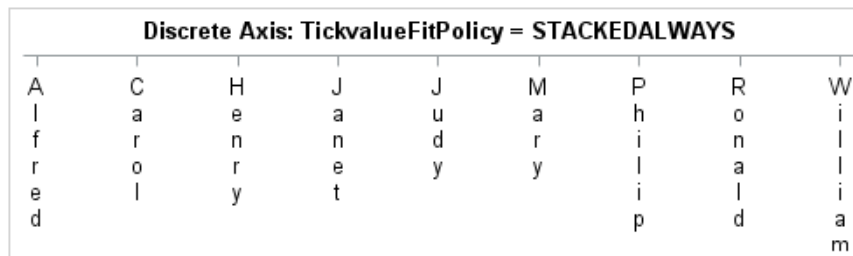 Discrete Axis: TickvalueFitPolicy = STACKEDALWAYS
Alfred
Carol
Henry
Janet
Judy
Mary
Philip
Ronald
William